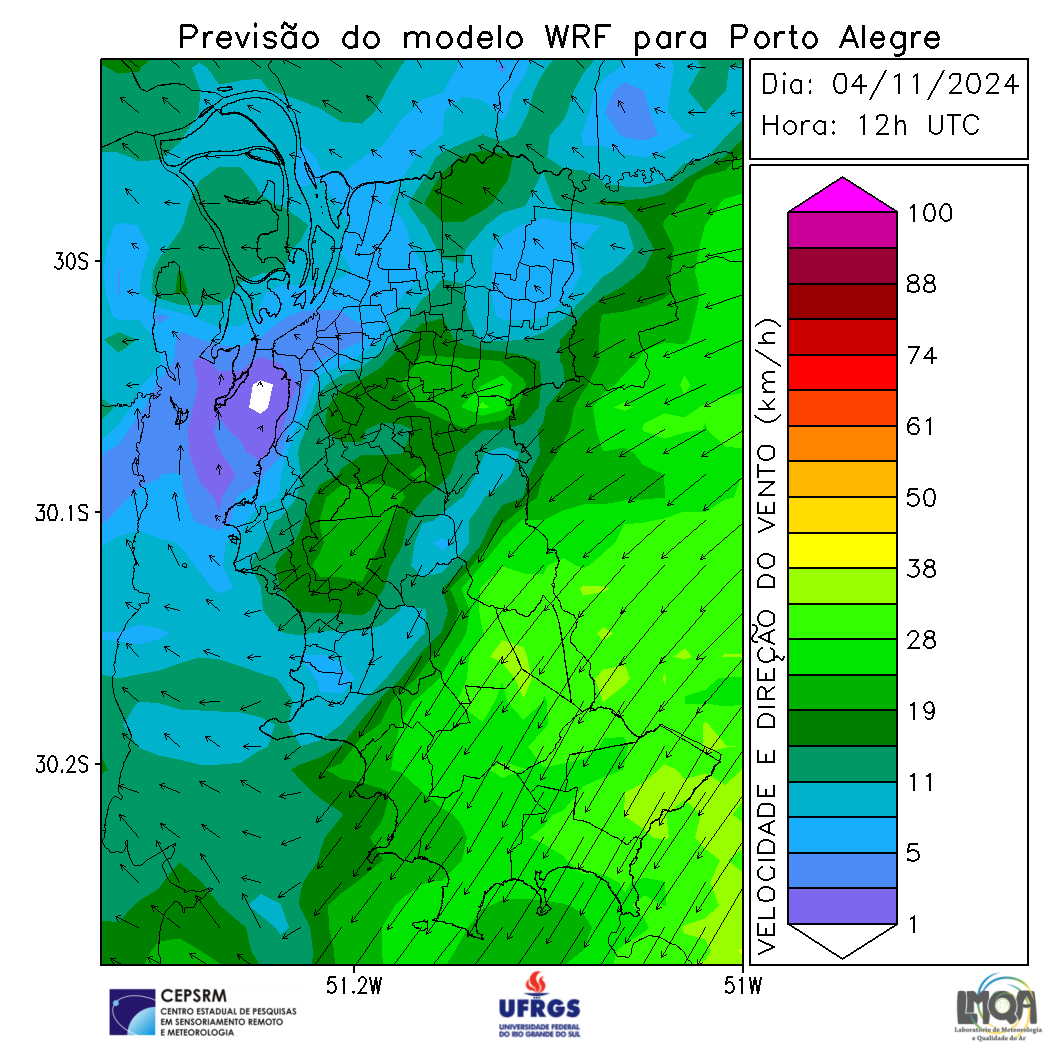 Previsão do modelo WRF para Porto Alegre
Dia: 04/11/2024
Hora: 12h UTC
30S
30.1S
30.2S
51.2W
51W
VELOCIDADE E DIREÇÃO DO VENTO (km/h)
100
88
74
61
50
38
28
19
11
5
1
CEPSRM
CENTRO ESTADUAL DE PESQUISAS
EM SENSORIAMENTO REMOTO
E METEOROLOGIA
UFRGS
UNIVERSIDADE FEDERAL
DO RIO GRANDE DO SUL
LMQA
Laboratório de Meteorologia
e Qualidade do Ar